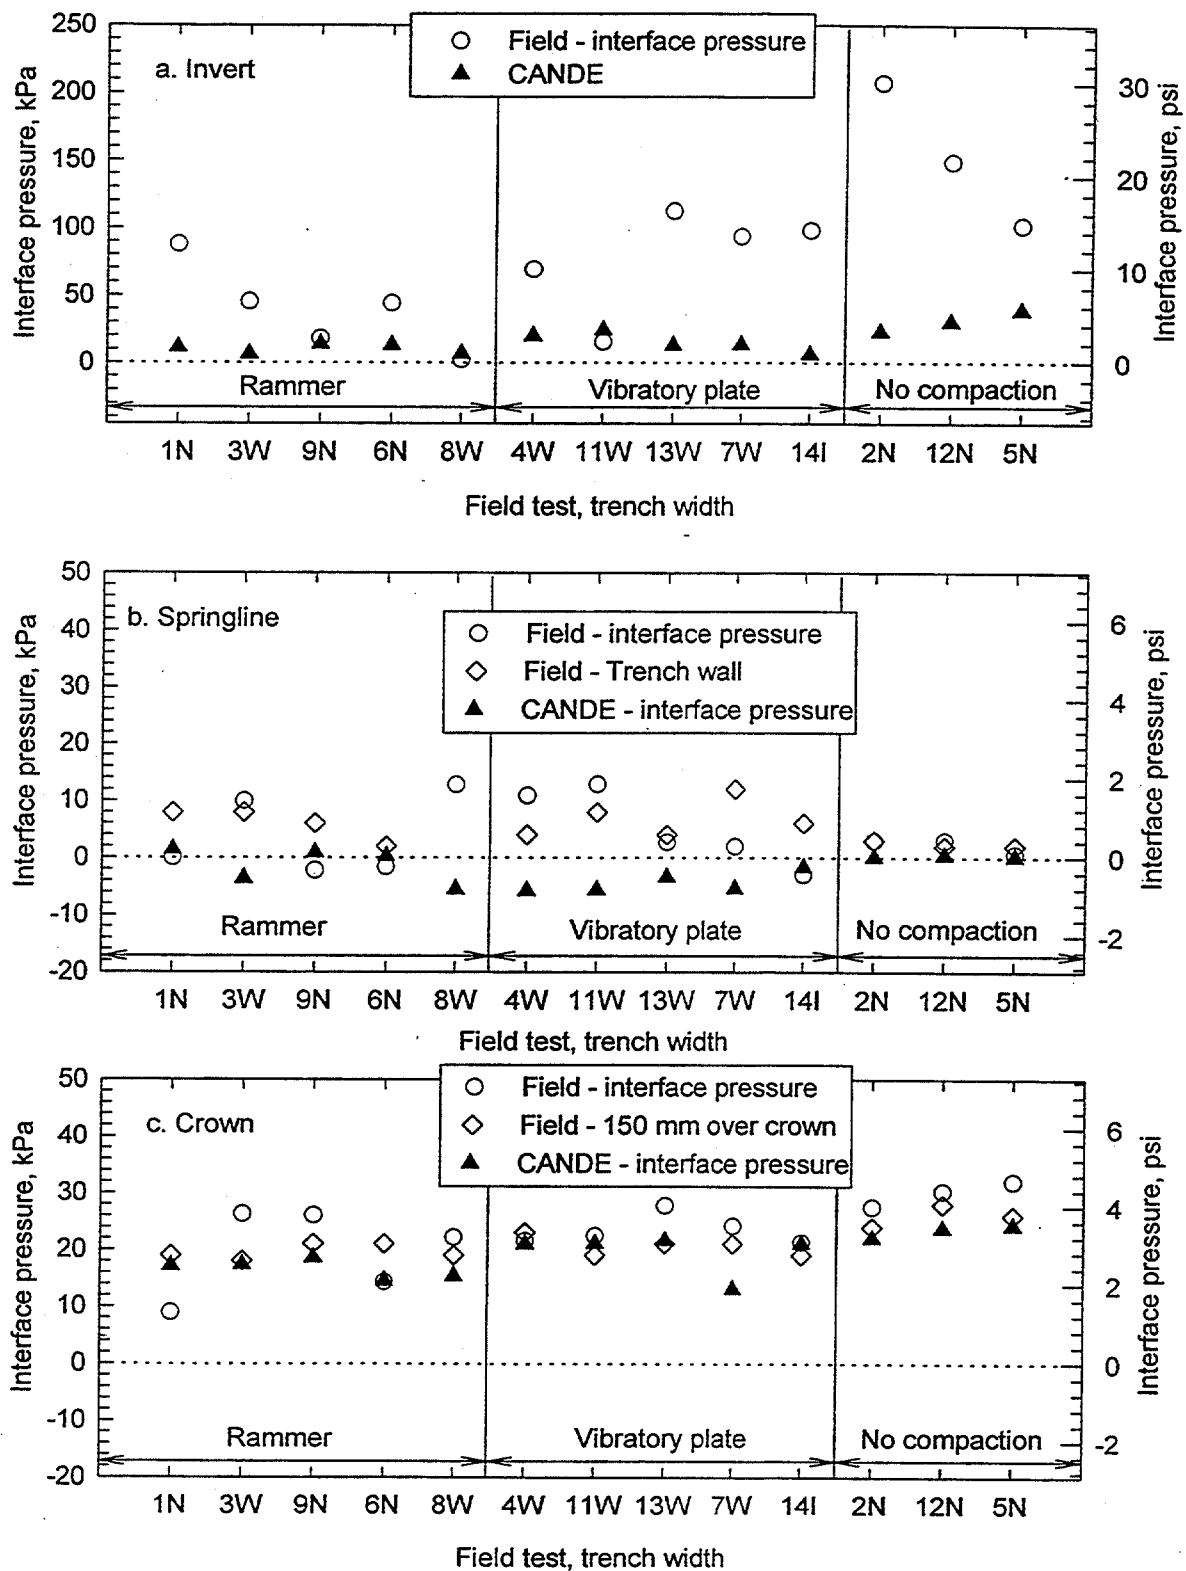 Field - interface pressure
CANDE
a. Invert
Interface pressure, kPa
250
200
150
100
50
0
Interface pressure, psi
30
20
10
0
Rammer
Vibratory plate
No compaction
1N 3W 9N 6N 8W 4W 11W 13W 7W 14I 2N 12N 5N
Field test, trench width
b. Springline
Field - interface pressure
Field - Trench wall
CANDE - interface pressure
Interface pressure, kPa
50
40
30
20
10
0
-10
-20
Interface pressure, psi
6
4
2
0
-2
Rammer
Vibratory plate
No compaction
1N 3W 9N 6N 8W 4W 11W 13W 7W 14I 2N 12N 5N
Field test, trench width
c. Crown
Field - interface pressure
Field - 150 mm over crown
CANDE - interface pressure
Interface pressure, kPa
50
40
30
20
10
0
-10
-20
Interface pressure, psi
6
4
2
0
-2
Rammer
Vibratory plate
No compaction
1N 3W 9N 6N 8W 4W 11W 13W 7W 14I 2N 12N 5N
Field test, trench width